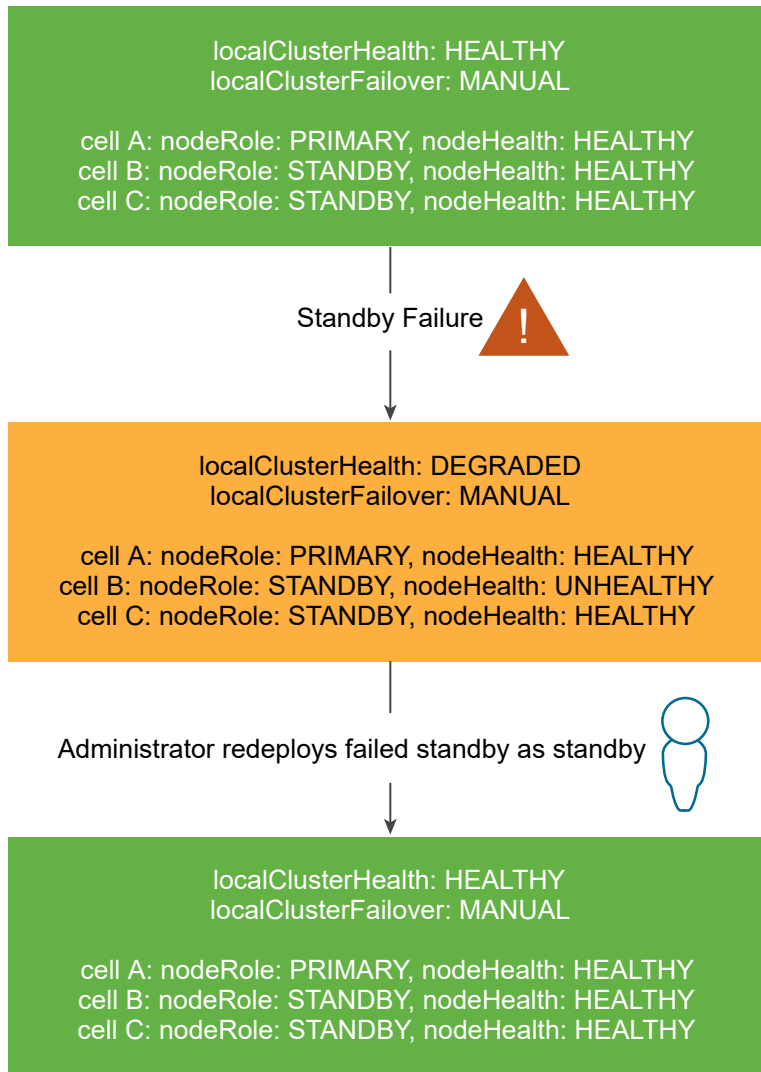 localClusterHealth: HEALTHY
localClusterFailover: MANUAL
cell A: nodeRole: PRIMARY, nodeHealth: HEALTHY
cell B: nodeRole: STANDBY, nodeHealth: HEALTHY
cell C: nodeRole: STANDBY, nodeHealth: HEALTHY
Standby Failure
!
localClusterHealth: DEGRADED
localClusterFailover: MANUAL
cell A: nodeRole: PRIMARY, nodeHealth: HEALTHY
cell B: nodeRole: STANDBY, nodeHealth: UNHEALTHY
cell C: nodeRole: STANDBY, nodeHealth: HEALTHY
Administrator redeploys failed standby as standby
localClusterHealth: HEALTHY
localClusterFailover: MANUAL
cell A: nodeRole: PRIMARY, nodeHealth: HEALTHY
cell B: nodeRole: STANDBY, nodeHealth: HEALTHY
cell C: nodeRole: STANDBY, nodeHealth: HEALTHY